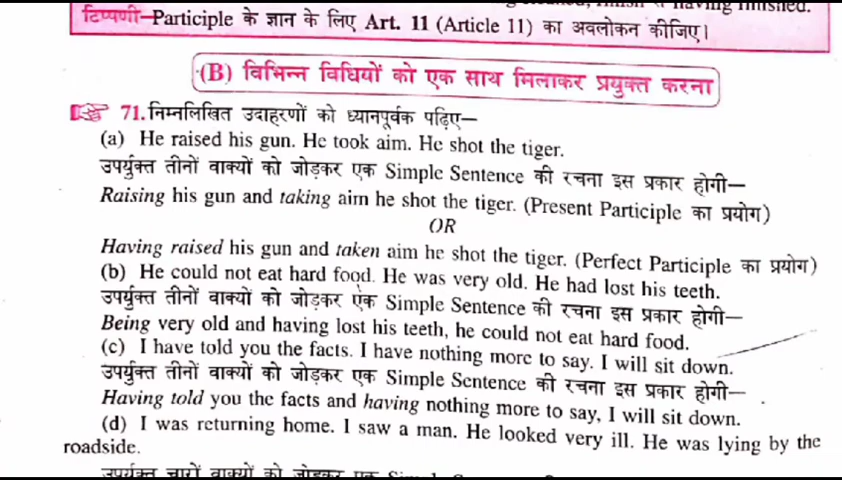 having finished.
टिप्पणी—Participle के ज्ञान के लिए Art. 11 (Article 11) का अवलोकन कीजिए।
(B) विभिन्न विधियों को एक साथ मिलाकर प्रयुक्त करना
71. निम्नलिखित उदाहरणों को ध्यानपूर्वक पढ़िए—
(a) He raised his gun. He took aim. He shot the tiger.
उपर्युक्त तीनों वाक्यों को जोड़कर एक Simple Sentence की रचना इस प्रकार होगी—
Raising his gun and taking aim he shot the tiger. (Present Participle का प्रयोग)
OR
Having raised his gun and taken aim he shot the tiger. (Perfect Participle का प्रयोग)
(b) He could not eat hard food. He was very old. He had lost his teeth.
उपर्युक्त तीनों वाक्यों को जोड़कर एक Simple Sentence की रचना इस प्रकार होगी—
Being very old and having lost his teeth, he could not eat hard food.
(c) I have told you the facts. I have nothing more to say. I will sit down.
उपर्युक्त तीनों वाक्यों को जोड़कर एक Simple Sentence की रचना इस प्रकार होगी—
Having told you the facts and having nothing more to say, I will sit down.
(d) I was returning home. I saw a man. He looked very ill. He was lying by the
roadside.
उपर्युक्त चारों वाक्यों को जोड़कर एक